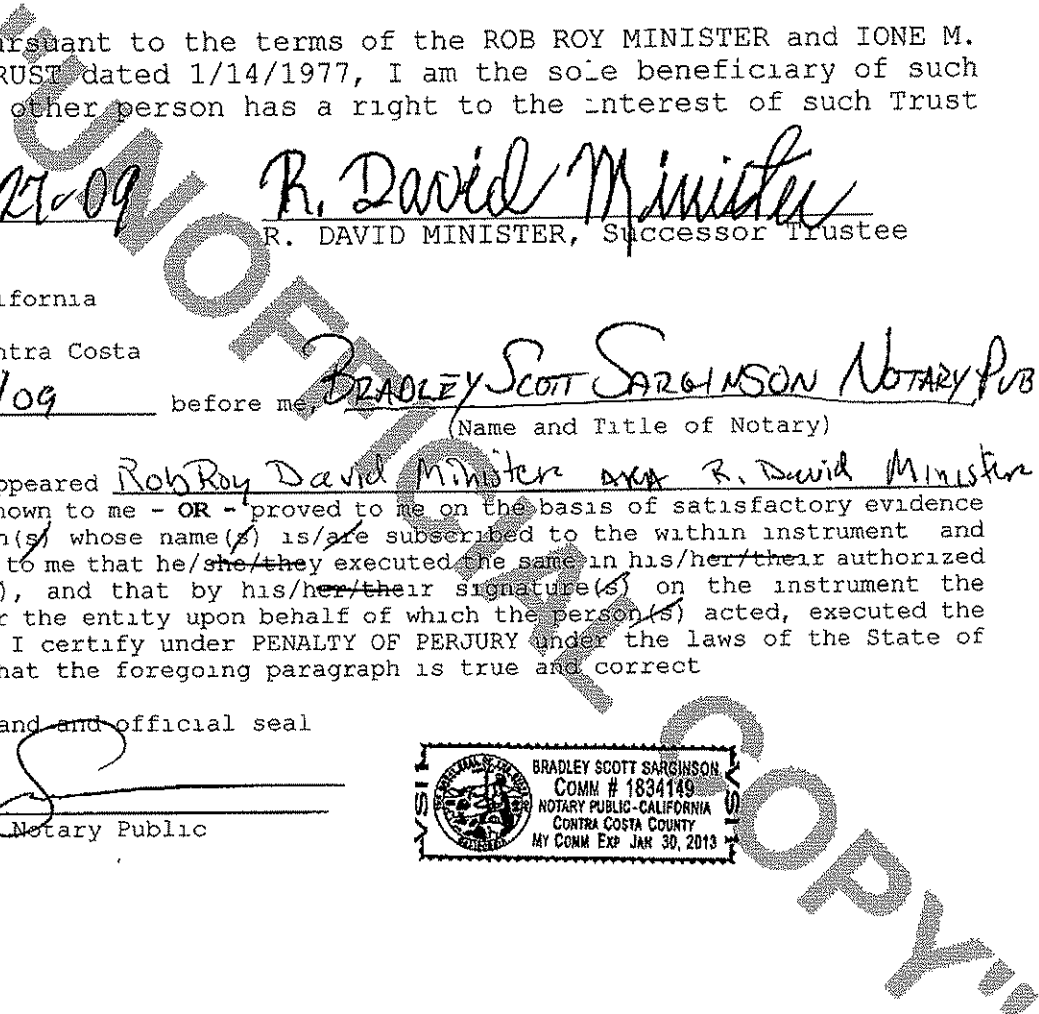 rsuant to the terms of the ROB ROY MINISTER and IONE M.
RUST dated 1/14/1977, I am the sole beneficiary of such
other person has a right to the interest of such Trust
27-09 R. David Minister
R. DAVID MINISTER, Successor Trustee
ifornia
ntra Costa
/09 before me, BRADLEY SCOTT SARGINSON NOTARY PUB
(Name and Title of Notary)
ppeared Rob Roy David Minister AKA R. David Minister
nown to me - OR - proved to me on the basis of satisfactory evidence
n(s) whose name(s) is/are subscribed to the within instrument and
to me that he/she/they executed the same in his/her/their authorized
), and that by his/her/their signature(s) on the instrument the
r the entity upon behalf of which the person(s) acted, executed the
I certify under PENALTY OF PERJURY under the laws of the State of
hat the foregoing paragraph is true and correct
and and official seal
Notary Public
BRADLEY SCOTT SARGINSON
COMM # 1834149
NOTARY PUBLIC-CALIFORNIA
CONTRA COSTA COUNTY
MY COMM EXP JAN 30, 2013
"UNOFFICIAL COPY"